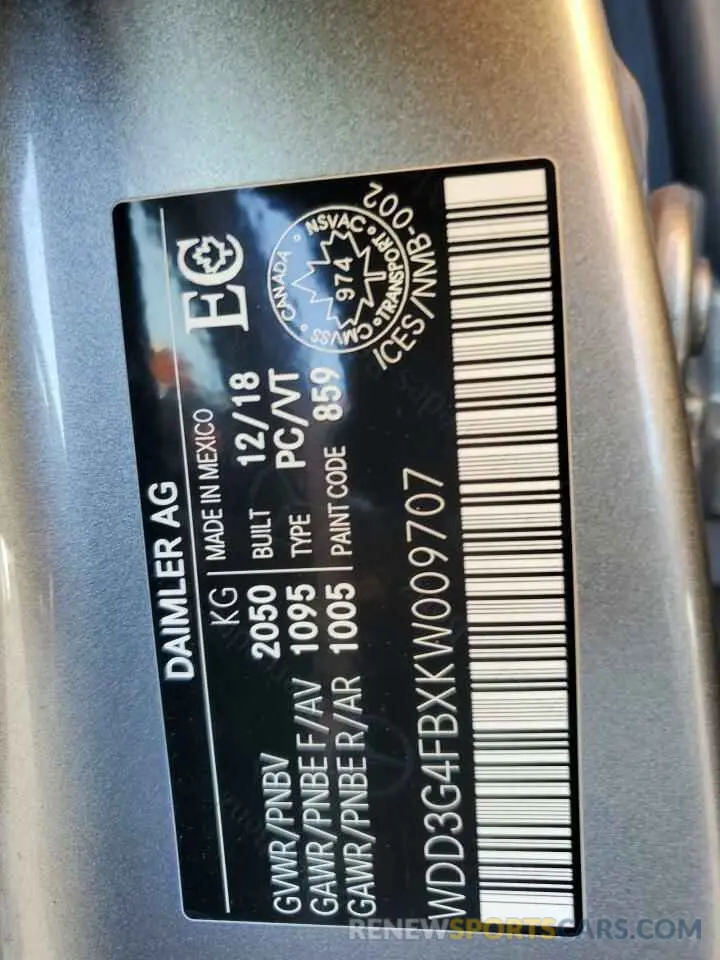 DAIMLER AG
KG MADE IN MEXICO
GVWR/PNBV 2050 BUILT 12/18
GAWR/PNBE F/AV 1095 TYPE PC/VT
GAWR/PNBE R/AR 1005 PAINT CODE 859
EC
CANADA NSVAC
974
CMVSS TRANSPORT
ICES/NMB-002
WDD3G4FBXKW009707
RENEWSPORTSCARS.COM